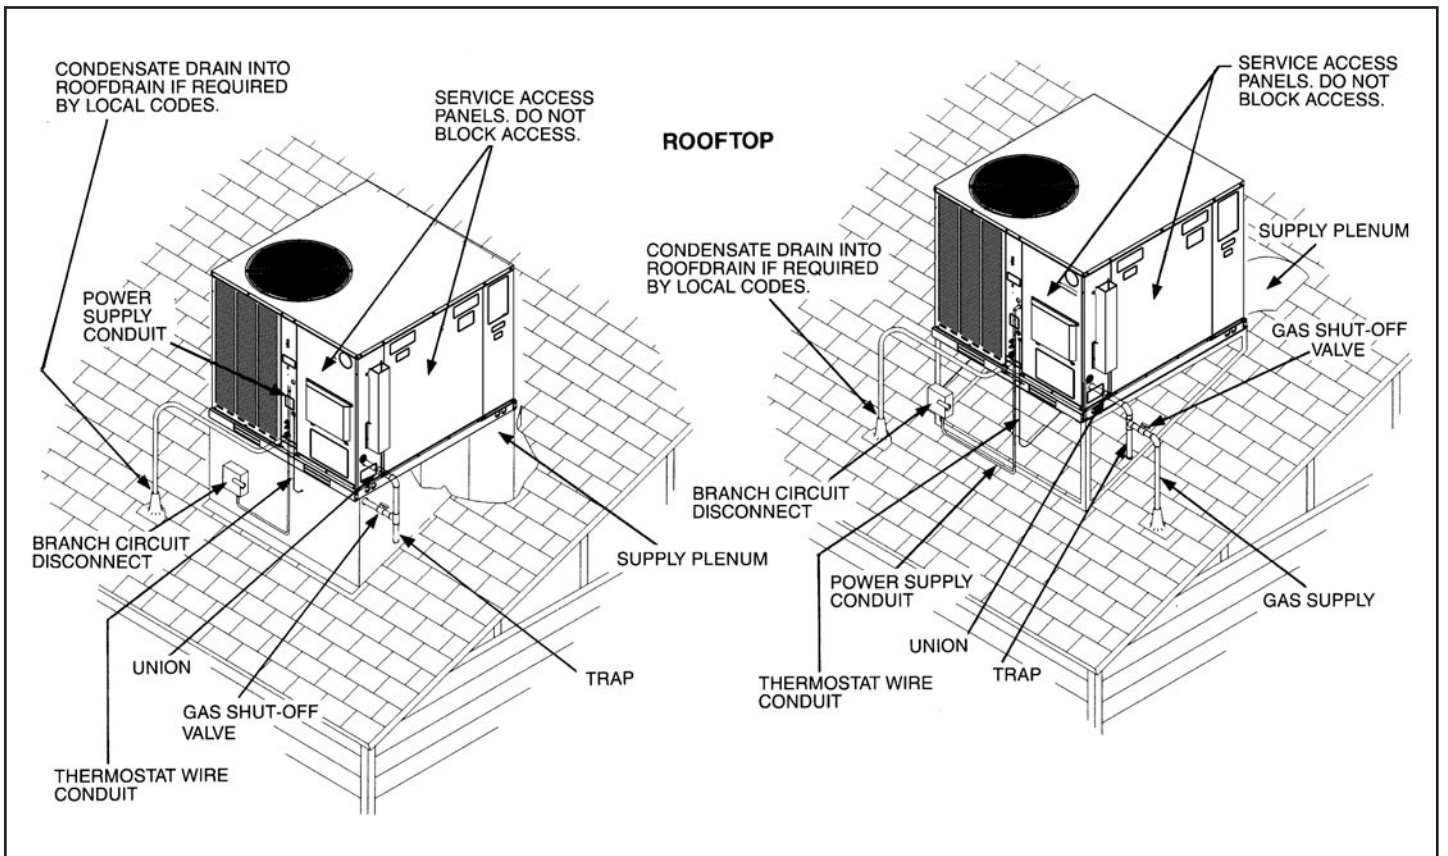 CONDENSATE DRAIN INTO
ROOFDRAIN IF REQUIRED
BY LOCAL CODES.
SERVICE ACCESS
PANELS. DO NOT
BLOCK ACCESS.
POWER
SUPPLY
CONDUIT
BRANCH CIRCUIT
DISCONNECT
SUPPLY PLENUM
UNION
TRAP
GAS SHUT-OFF
VALVE
THERMOSTAT WIRE
CONDUIT
ROOFTOP
SERVICE ACCESS
PANELS. DO NOT
BLOCK ACCESS.
CONDENSATE DRAIN INTO
ROOFDRAIN IF REQUIRED
BY LOCAL CODES.
SUPPLY PLENUM
GAS SHUT-OFF
VALVE
BRANCH CIRCUIT
DISCONNECT
POWER SUPPLY
CONDUIT
GAS SUPPLY
UNION
TRAP
THERMOSTAT WIRE
CONDUIT